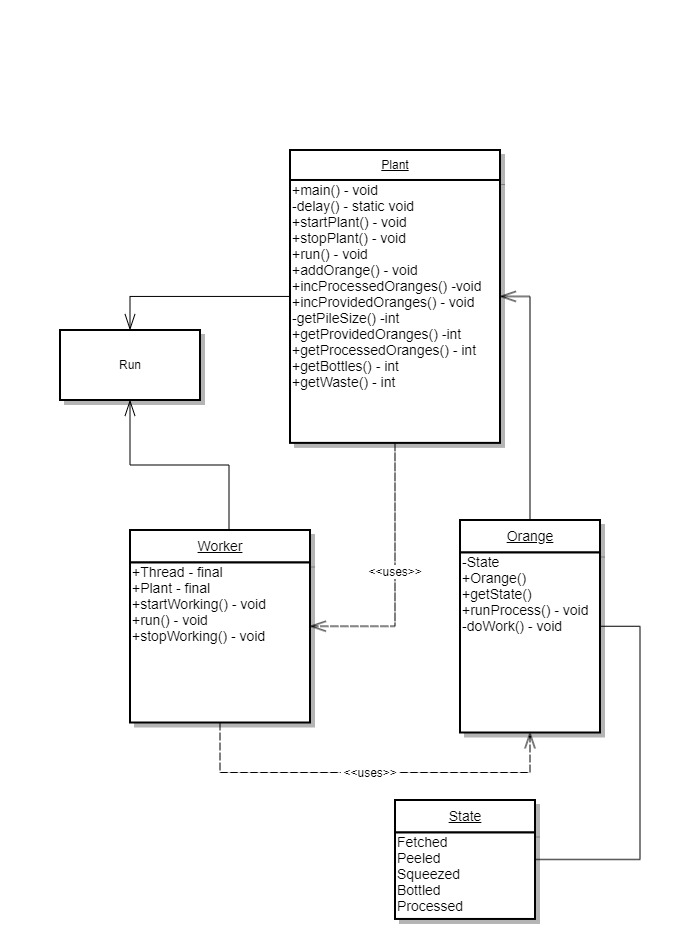 Plant
+main() - void
-delay() - static void
+startPlant() - void
+stopPlant() - void
+run() - void
+addOrange() - void
+incProcessedOranges() -void
+incProvidedOranges() - void
-getPileSize() -int
+getProvidedOranges() -int
+getProcessedOranges() - int
+getBottles() - int
+getWaste() - int
Run
Worker
+Thread - final
+Plant - final
+startWorking() - void
+run() - void
+stopWorking() - void
<<uses>>
Orange
-State
+Orange()
+getState()
+runProcess() - void
-doWork() - void
<<uses>>
State
Fetched
Peeled
Squeezed
Bottled
Processed